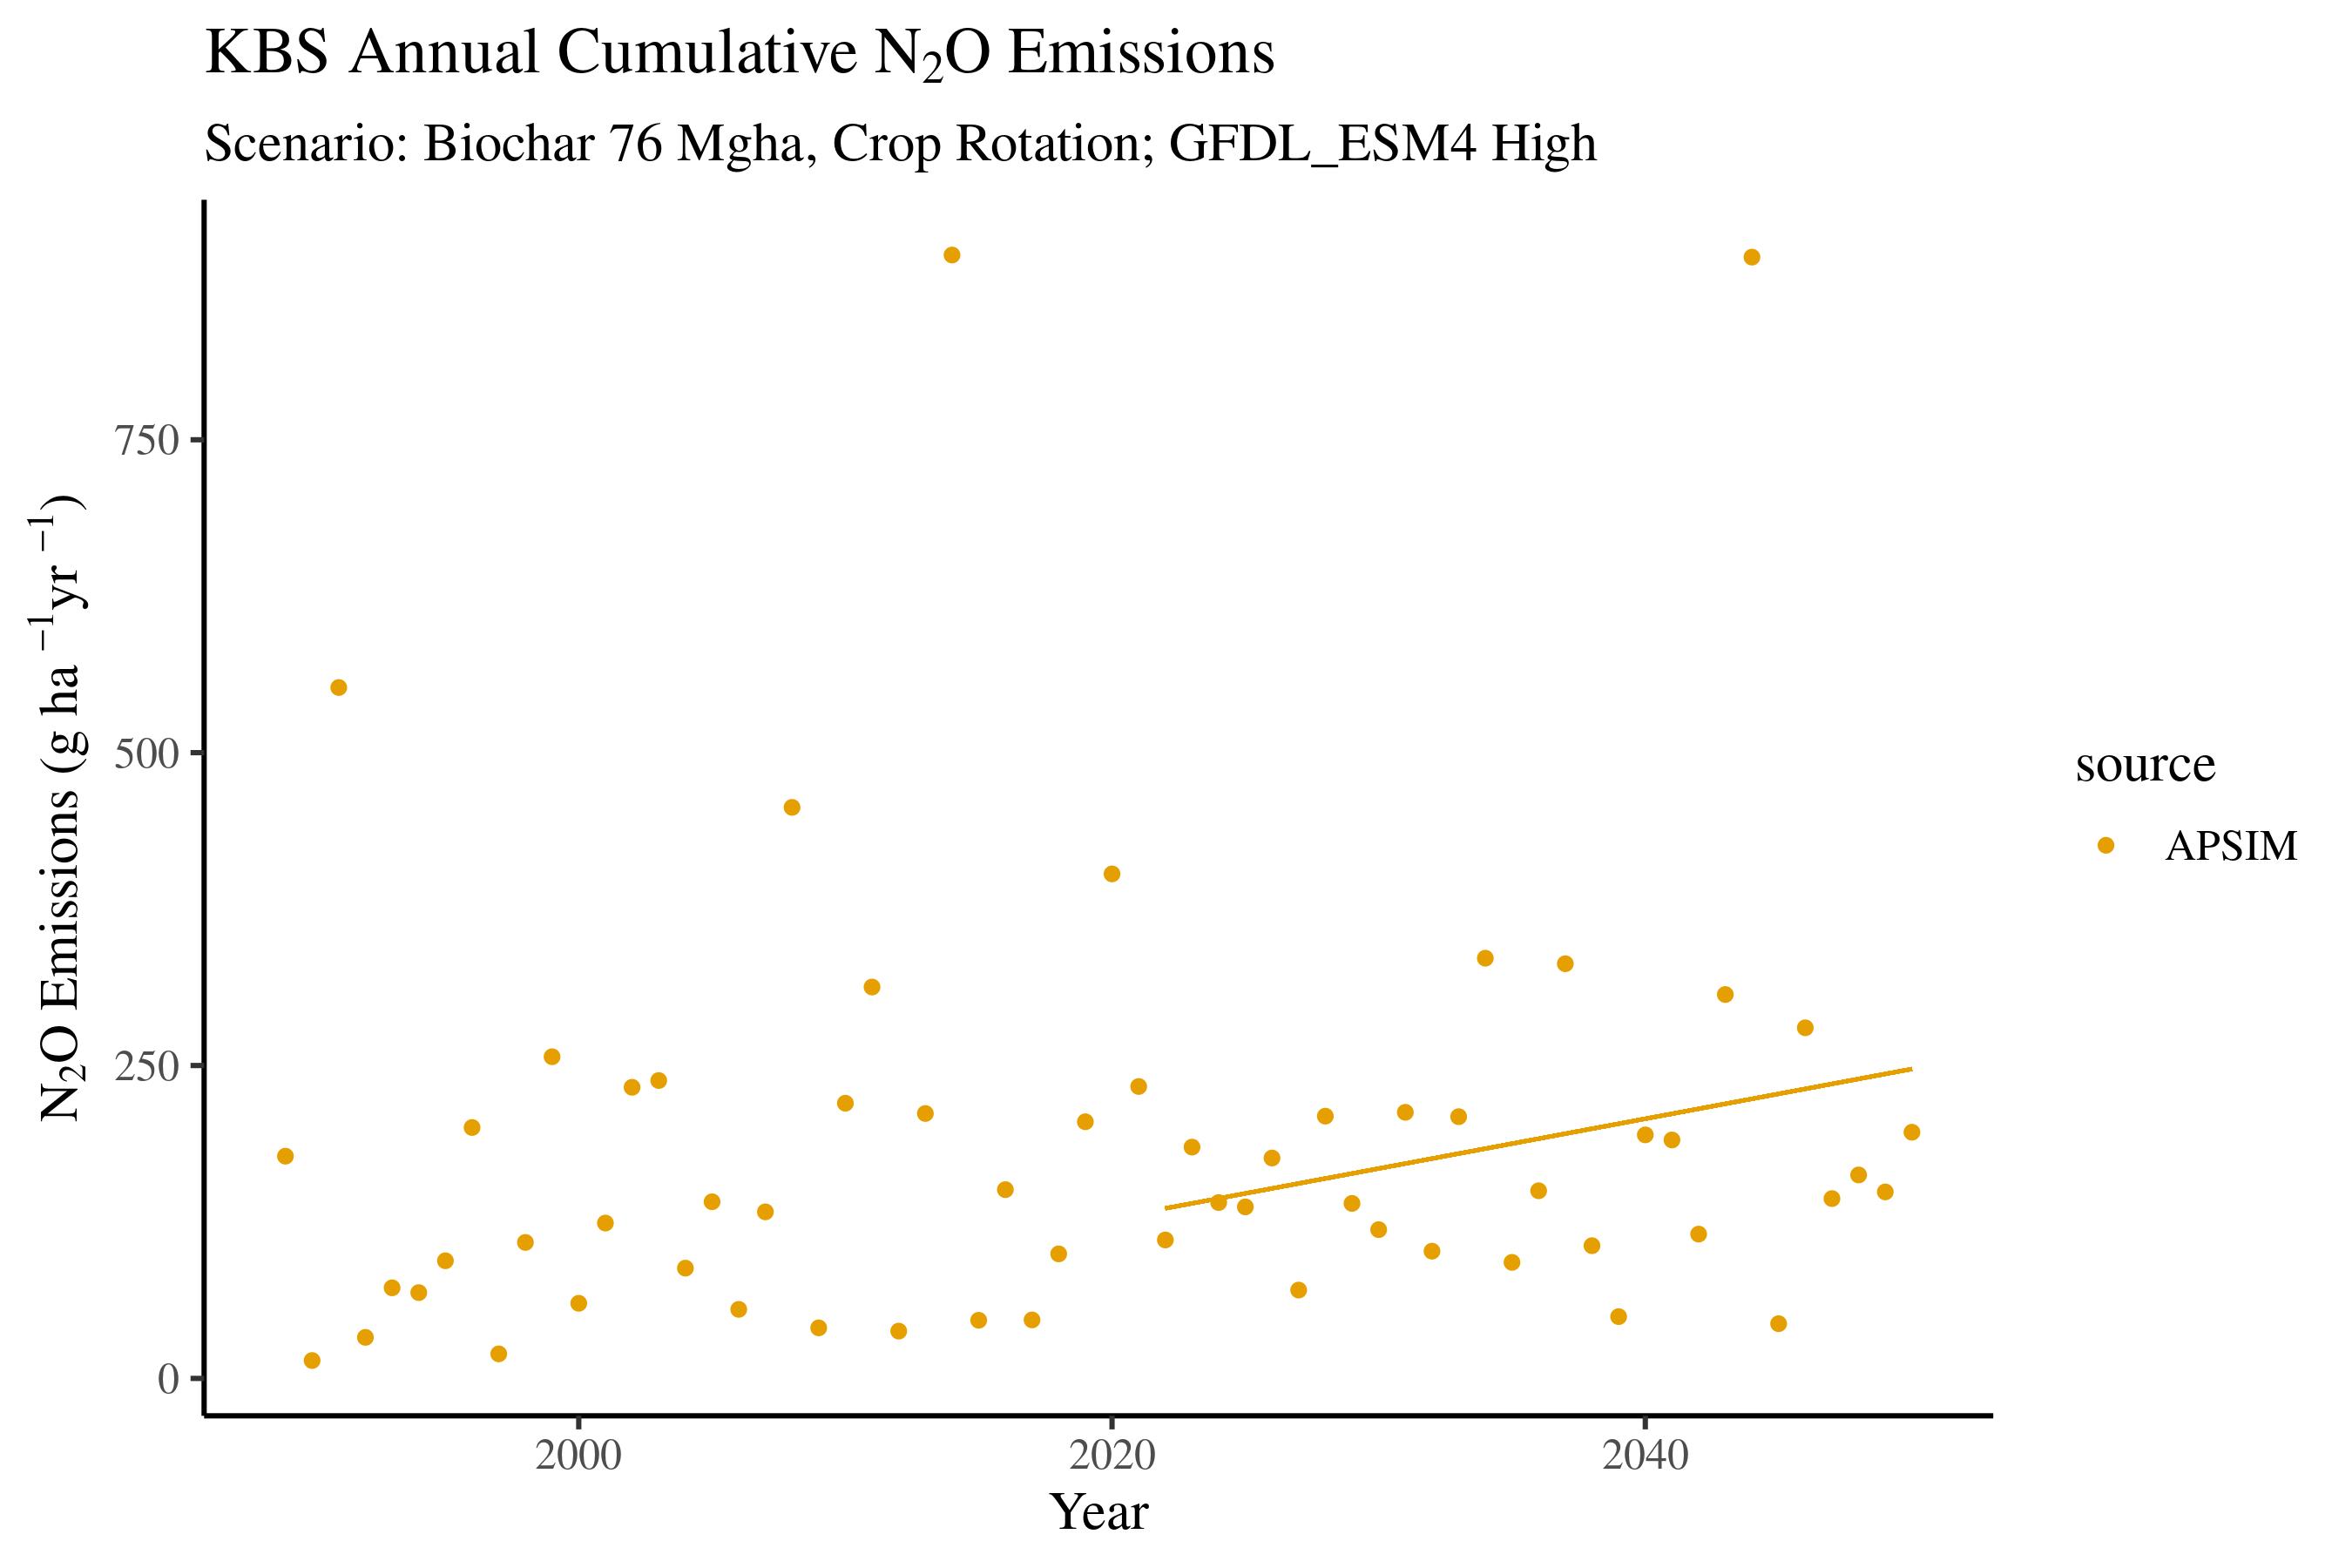 KBS Annual Cumulative N₂O Emissions
Scenario: Biochar 76 Mgha, Crop Rotation; GFDL_ESM4 High
N₂O Emissions (g ha⁻¹yr⁻¹)
750
500
250
0
2000 2020 2040
Year
source
APSIM